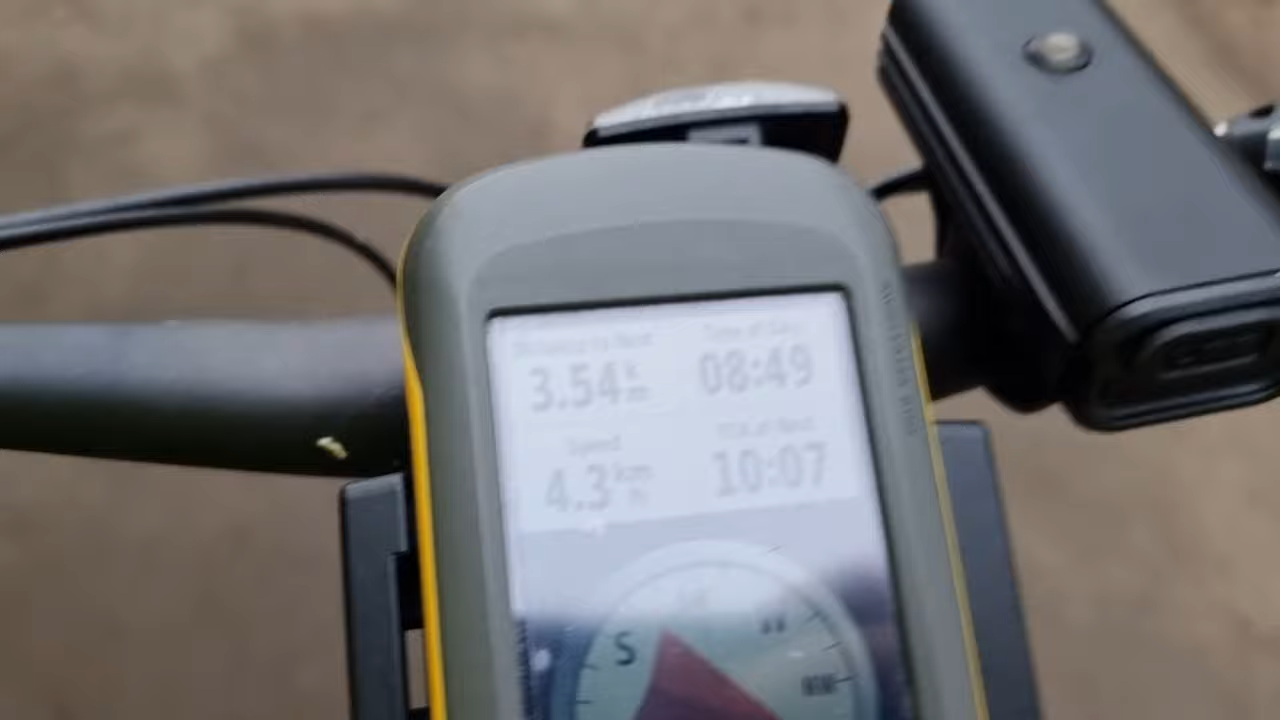 Distance to Next Time of Day
3.54 k m 08:49
Speed ETA at Next
4.3 km h 10:07
S